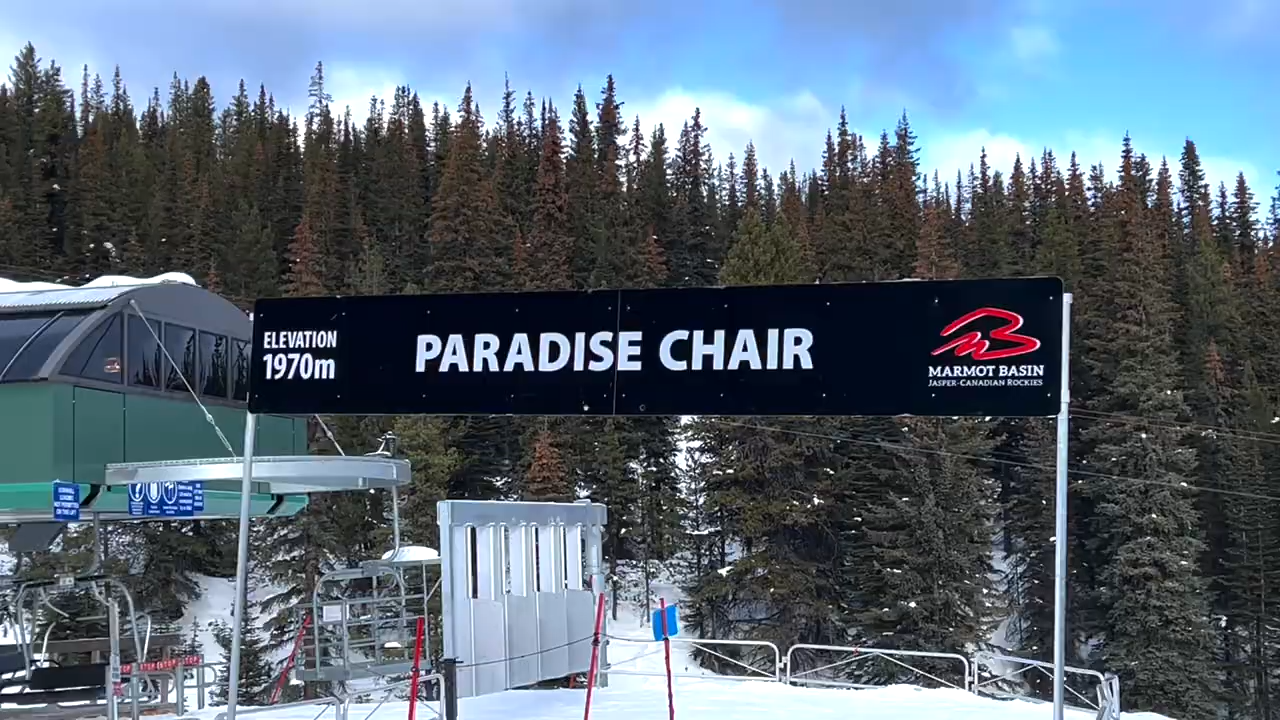 ELEVATION
1970m
PARADISE CHAIR
MARMOT BASIN
JASPER-CANADIAN ROCKIES